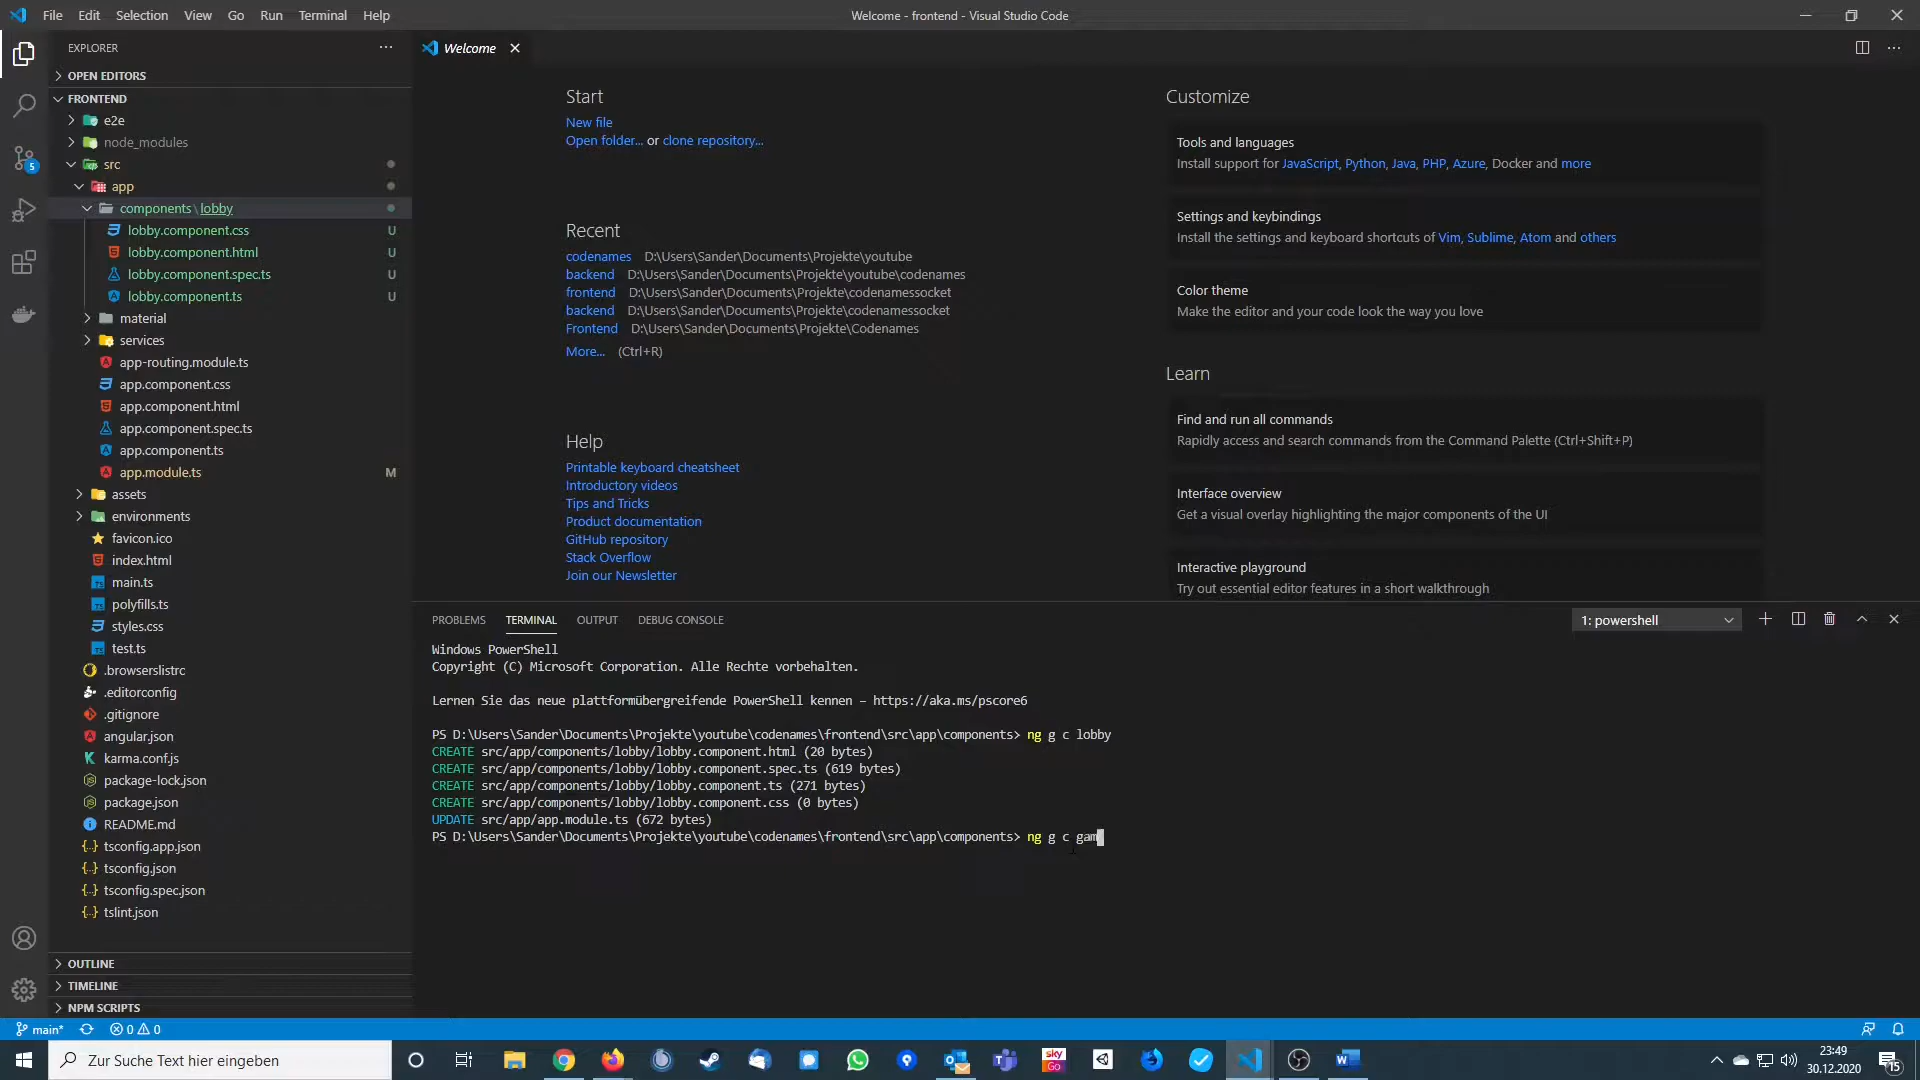 File Edit Selection View Go Run Terminal Help
Welcome - frontend - Visual Studio Code
EXPLORER
OPEN EDITORS
FRONTEND
e2e
node_modules
src
app
components\lobby
lobby.component.css U
lobby.component.html U
lobby.component.spec.ts U
lobby.component.ts U
material
services
app-routing.module.ts
app.component.css
app.component.html
app.component.spec.ts
app.component.ts
app.module.ts M
assets
environments
favicon.ico
index.html
main.ts
polyfills.ts
styles.css
test.ts
.browserslistrc
.editorconfig
.gitignore
angular.json
karma.conf.js
package-lock.json
package.json
README.md
tsconfig.app.json
tsconfig.json
tsconfig.spec.json
tslint.json
OUTLINE
TIMELINE
NPM SCRIPTS
5
Welcome
Start
New file
Open folder... or clone repository...
Recent
codenames D:\Users\Sander\Documents\Projekte\youtube
backend D:\Users\Sander\Documents\Projekte\youtube\codenames
frontend D:\Users\Sander\Documents\Projekte\codenamessocket
backend D:\Users\Sander\Documents\Projekte\codenamessocket
Frontend D:\Users\Sander\Documents\Projekte\Codenames
More... (Ctrl+R)
Help
Printable keyboard cheatsheet
Introductory videos
Tips and Tricks
Product documentation
GitHub repository
Stack Overflow
Join our Newsletter
Customize
Tools and languages
Install support for JavaScript, Python, Java, PHP, Azure, Docker and more
Settings and keybindings
Install the settings and keyboard shortcuts of Vim, Sublime, Atom and others
Color theme
Make the editor and your code look the way you love
Learn
Find and run all commands
Rapidly access and search commands from the Command Palette (Ctrl+Shift+P)
Interface overview
Get a visual overlay highlighting the major components of the UI
Interactive playground
Try out essential editor features in a short walkthrough
PROBLEMS TERMINAL OUTPUT DEBUG CONSOLE
1: powershell
Windows PowerShell
Copyright (C) Microsoft Corporation. Alle Rechte vorbehalten.
Lernen Sie das neue plattformübergreifende PowerShell kennen – https://aka.ms/pscore6
PS D:\Users\Sander\Documents\Projekte\youtube\codenames\frontend\src\app\components> ng g c lobby
CREATE src/app/components/lobby/lobby.component.html (20 bytes)
CREATE src/app/components/lobby/lobby.component.spec.ts (619 bytes)
CREATE src/app/components/lobby/lobby.component.ts (271 bytes)
CREATE src/app/components/lobby/lobby.component.css (0 bytes)
UPDATE src/app/app.module.ts (672 bytes)
PS D:\Users\Sander\Documents\Projekte\youtube\codenames\frontend\src\app\components> ng g c gam
main* 0 0
Zur Suche Text hier eingeben
sky
Go
23:49
30.12.2020
15